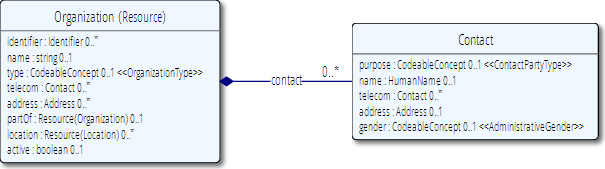 Organization (Resource)
identifier : Identifier 0..*
name : string 0..1
type : CodeableConcept 0..1 <<OrganizationType>>
telecom : Contact 0..*
address : Address 0..*
partOf : Resource(Organization) 0..1
location : Resource(Location) 0..*
active : boolean 0..1
contact
0..*
Contact
purpose : CodeableConcept 0..1 <<ContactPartyType>>
name : HumanName 0..1
telecom : Contact 0..*
address : Address 0..1
gender : CodeableConcept 0..1 <<AdministrativeGender>>